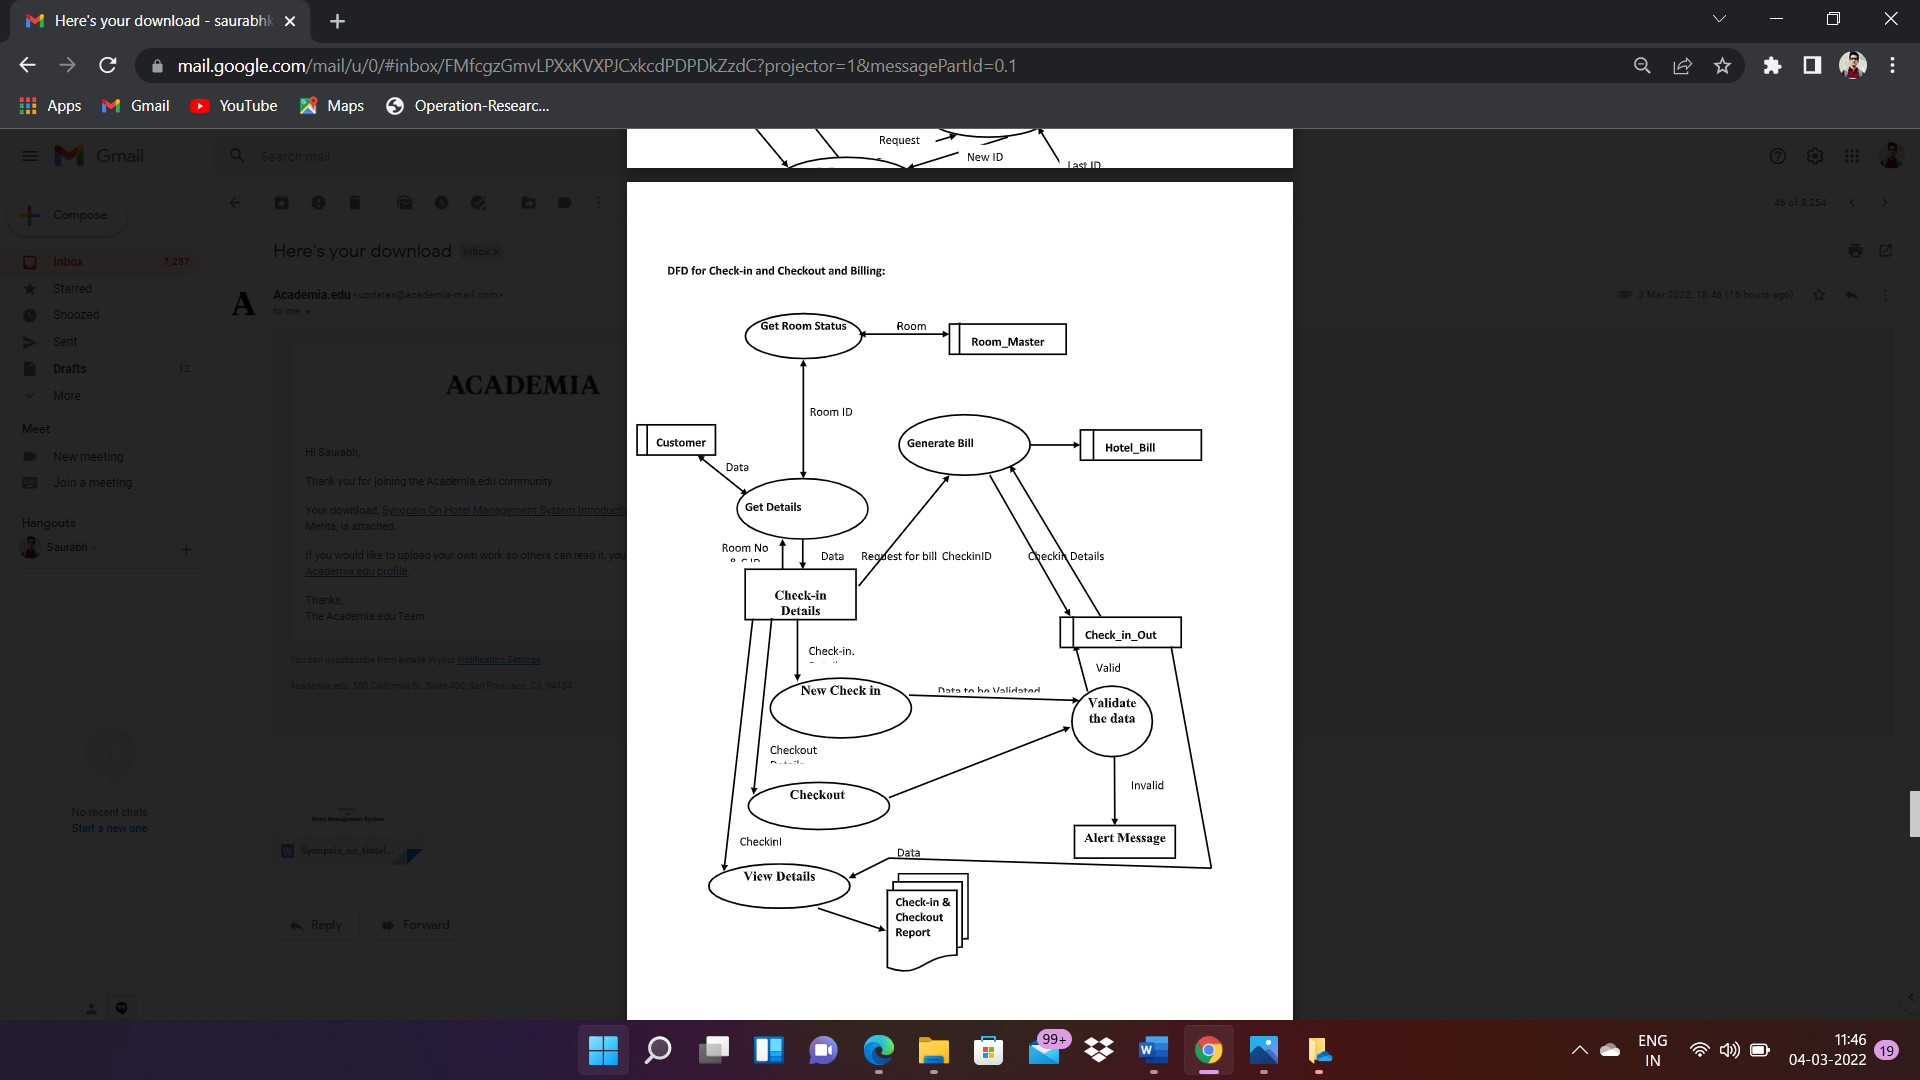 Here's your download - saurabhk
mail.google.com/mail/u/0/#inbox/FMfcgzGmvLPXxKVXPJCxkcdPDPDkZzdC?projector=1&messagePartId=0.1
Apps
Gmail
YouTube
Maps
Operation-Researc...
Request
New ID
Last ID
Gmail
Search mail
Compose
46 of 8,254
Inbox
7,257
Starred
Snoozed
Sent
Drafts
12
More
Meet
New meeting
Join a meeting
Hangouts
Saurabh
No recent chats
Start a new one
Here's your download
Inbox x
Academia.edu <updates@academia-mail.com>
to me
3 Mar 2022, 19:46 (16 hours ago)
ACADEMIA
Hi Saurabh,
Thank you for joining the Academia.edu community.
Your download, Synopsis On Hotel Management System Introducti
Mehta, is attached.
If you would like to upload your own work so others can read it, you
Academia.edu profile.
Thanks,
The Academia.edu Team
You can unsubscribe from emails in your Notification Settings.
Academia.edu, 580 California St., Suite 400, San Francisco, CA, 94104
Hotel Management System
Synopsis_on_Hotel...
Reply
Forward
DFD for Check-in and Checkout and Billing:
Get Room Status
Room
Room_Master
Room ID
Customer
Data
Generate Bill
Hotel_Bill
Get Details
Room No
& C ID
Data
Request for bill
CheckinID
Checkin Details
Check-in
Details
Check_in_Out
Check-in.
Valid
New Check in
Data to be Validated
Validate
the data
Checkout
Details
Checkout
Invalid
Alert Message
CheckinI
Data
View Details
Check-in &
Checkout
Report
99+
ENG
IN
11:46
04-03-2022
19